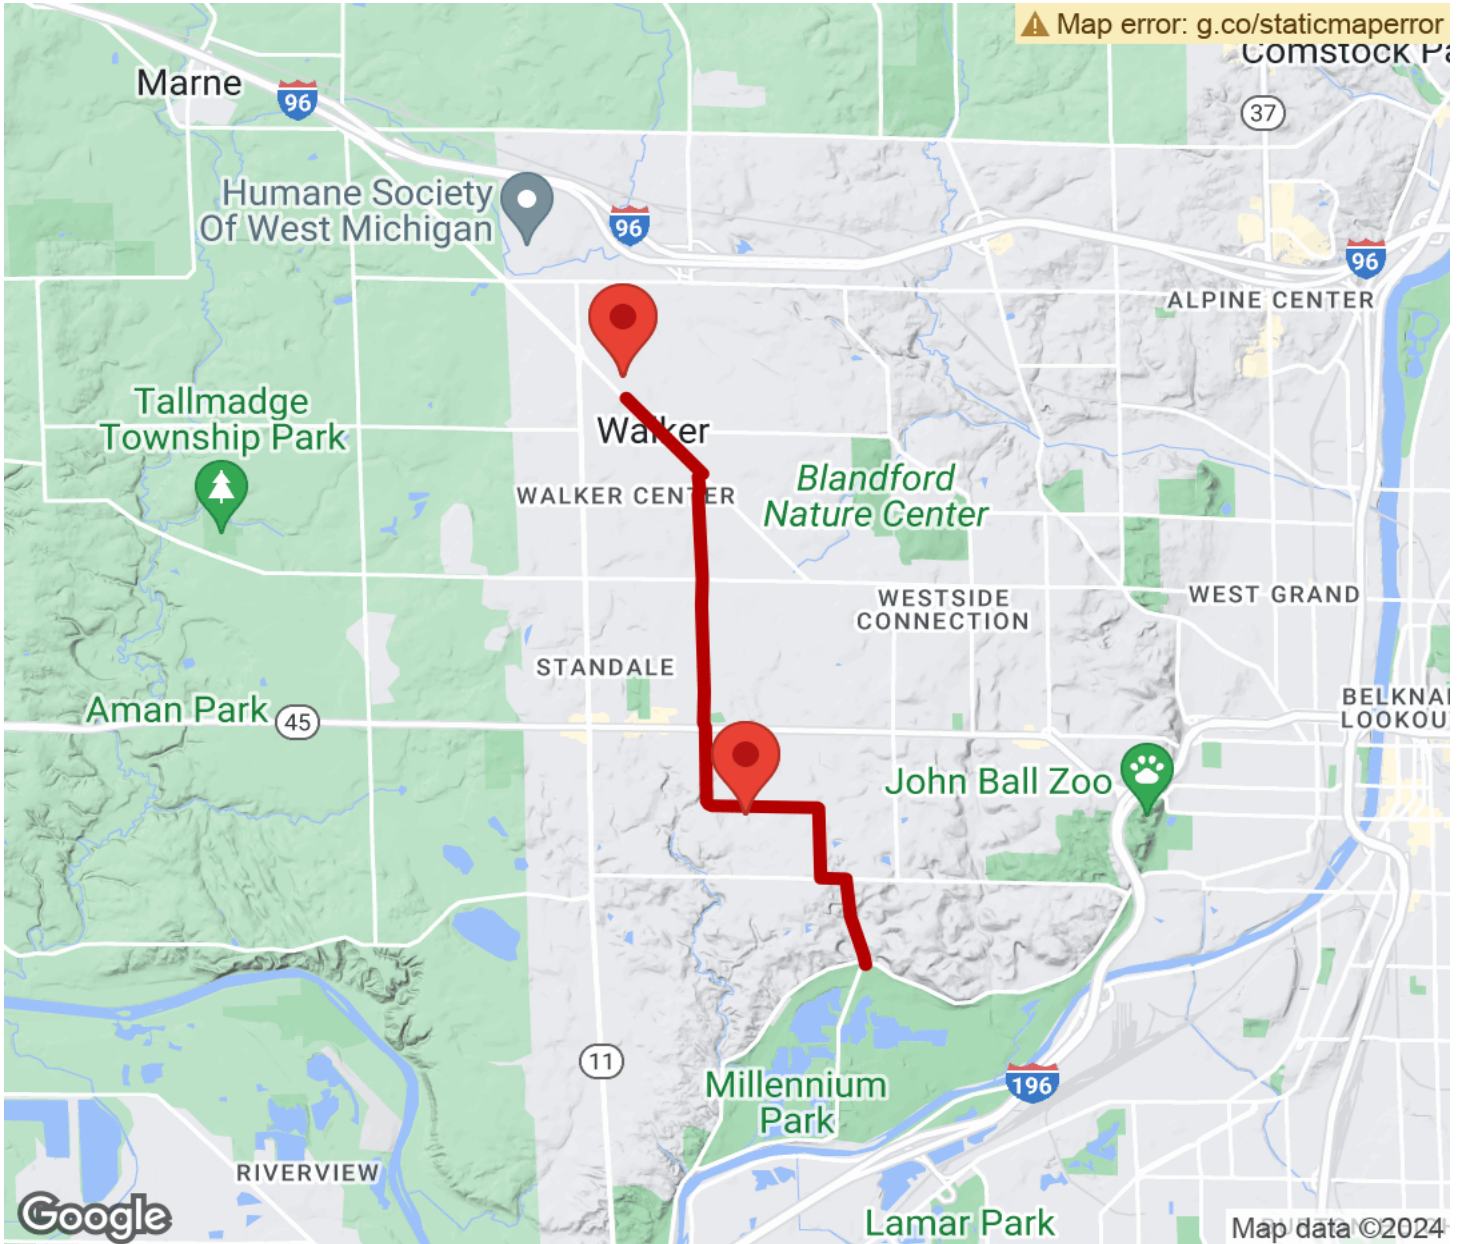 Map error: g.co/staticmaperror
Comstock Pa
Marne
96
37
Humane Society
Of West Michigan
96
96
ALPINE CENTER
Tallmadge
Township Park
Walker
WALKER CENTER
Blandford
Nature Center
WESTSIDE
CONNECTION
WEST GRAND
STANDALE
Aman Park
45
BELKNAP
LOOKOU
John Ball Zoo
11
196
Millennium
Park
RIVERVIEW
Lamar Park
Google
Map data ©2024